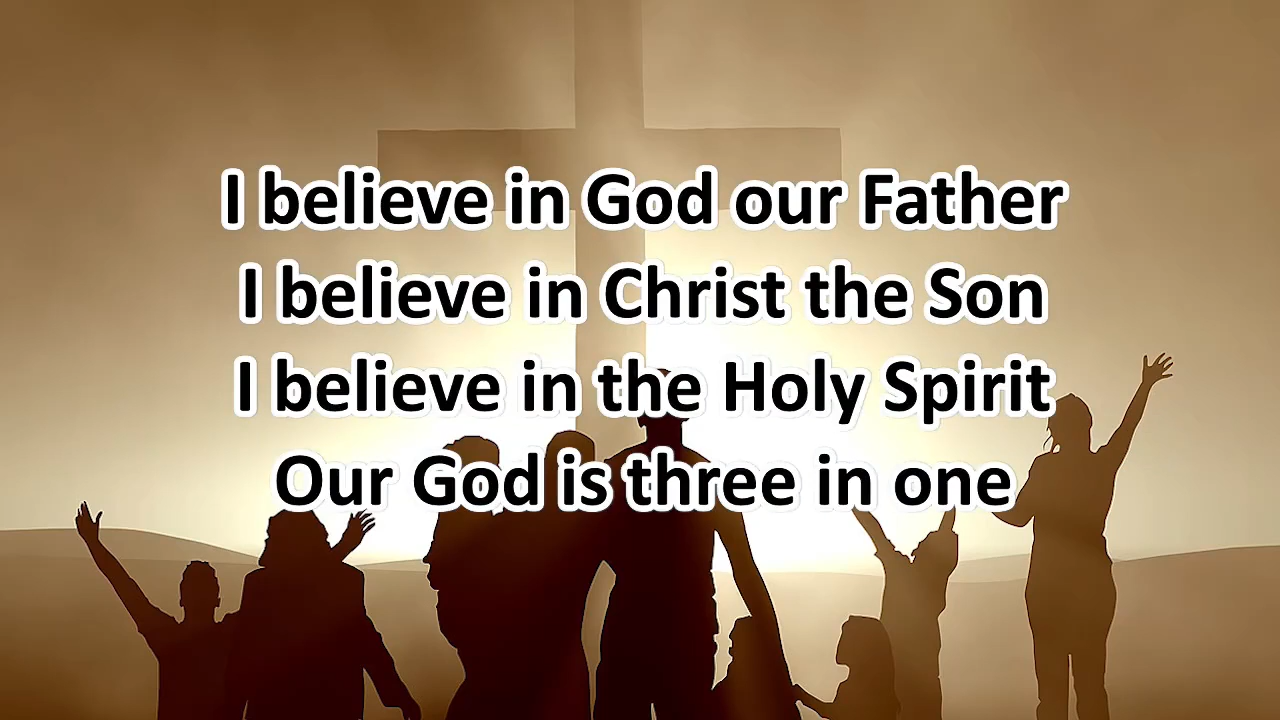 I believe in God our Father
I believe in Christ the Son
I believe in the Holy Spirit
Our God is three in one